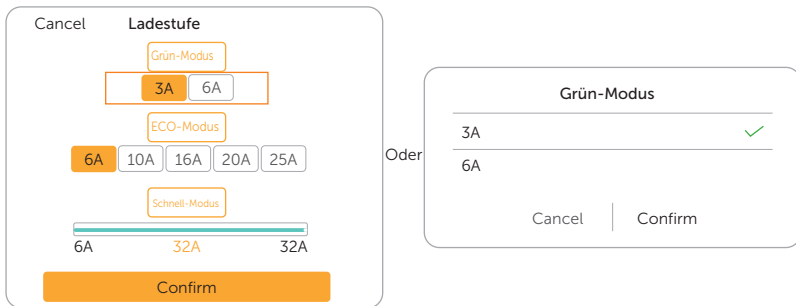 Cancel Ladestufe
Grün-Modus
3A 6A
ECO-Modus
6A 10A 16A 20A 25A
Schnell-Modus
6A 32A 32A
Confirm
Oder
Grün-Modus
3A
6A
Cancel Confirm